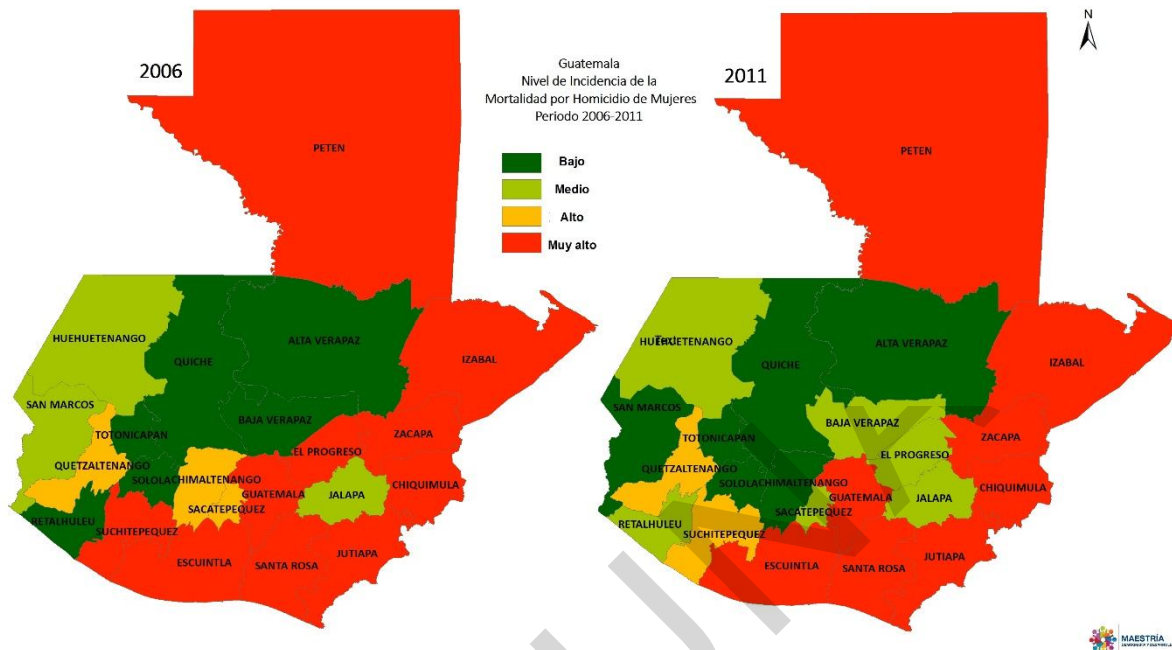 2006
Guatemala
Nivel de Incidencia de la
Mortalidad por Homicidio de Mujeres
Periodo 2006-2011
Bajo
Medio
Alto
Muy alto
PETEN
HUEHUETENANGO
QUICHE
ALTA VERAPAZ
IZABAL
SAN MARCOS
BAJA VERAPAZ
ZACAPA
TOTONICAPAN
EL PROGRESO
QUETZALTENANGO
SOLOLA
CHIMALTENANGO
CHIQUIMULA
GUATEMALA
JALAPA
SACATEPEQUEZ
RETALHULEU
SUCHITEPEQUEZ
JUTIAPA
ESCUINTLA
SANTA ROSA
2011
N
PETEN
HUEHUETENANGO
ALTA VERAPAZ
QUICHE
IZABAL
SAN MARCOS
BAJA VERAPAZ
TOTONICAPAN
ZACAPA
EL PROGRESO
QUETZALTENANGO
SOLOLA
CHIMALTENANGO
CHIQUIMULA
GUATEMALA
JALAPA
SACATEPEQUEZ
RETALHULEU
SUCHITEPEQUEZ
JUTIAPA
ESCUINTLA
SANTA ROSA
MAESTRÍA